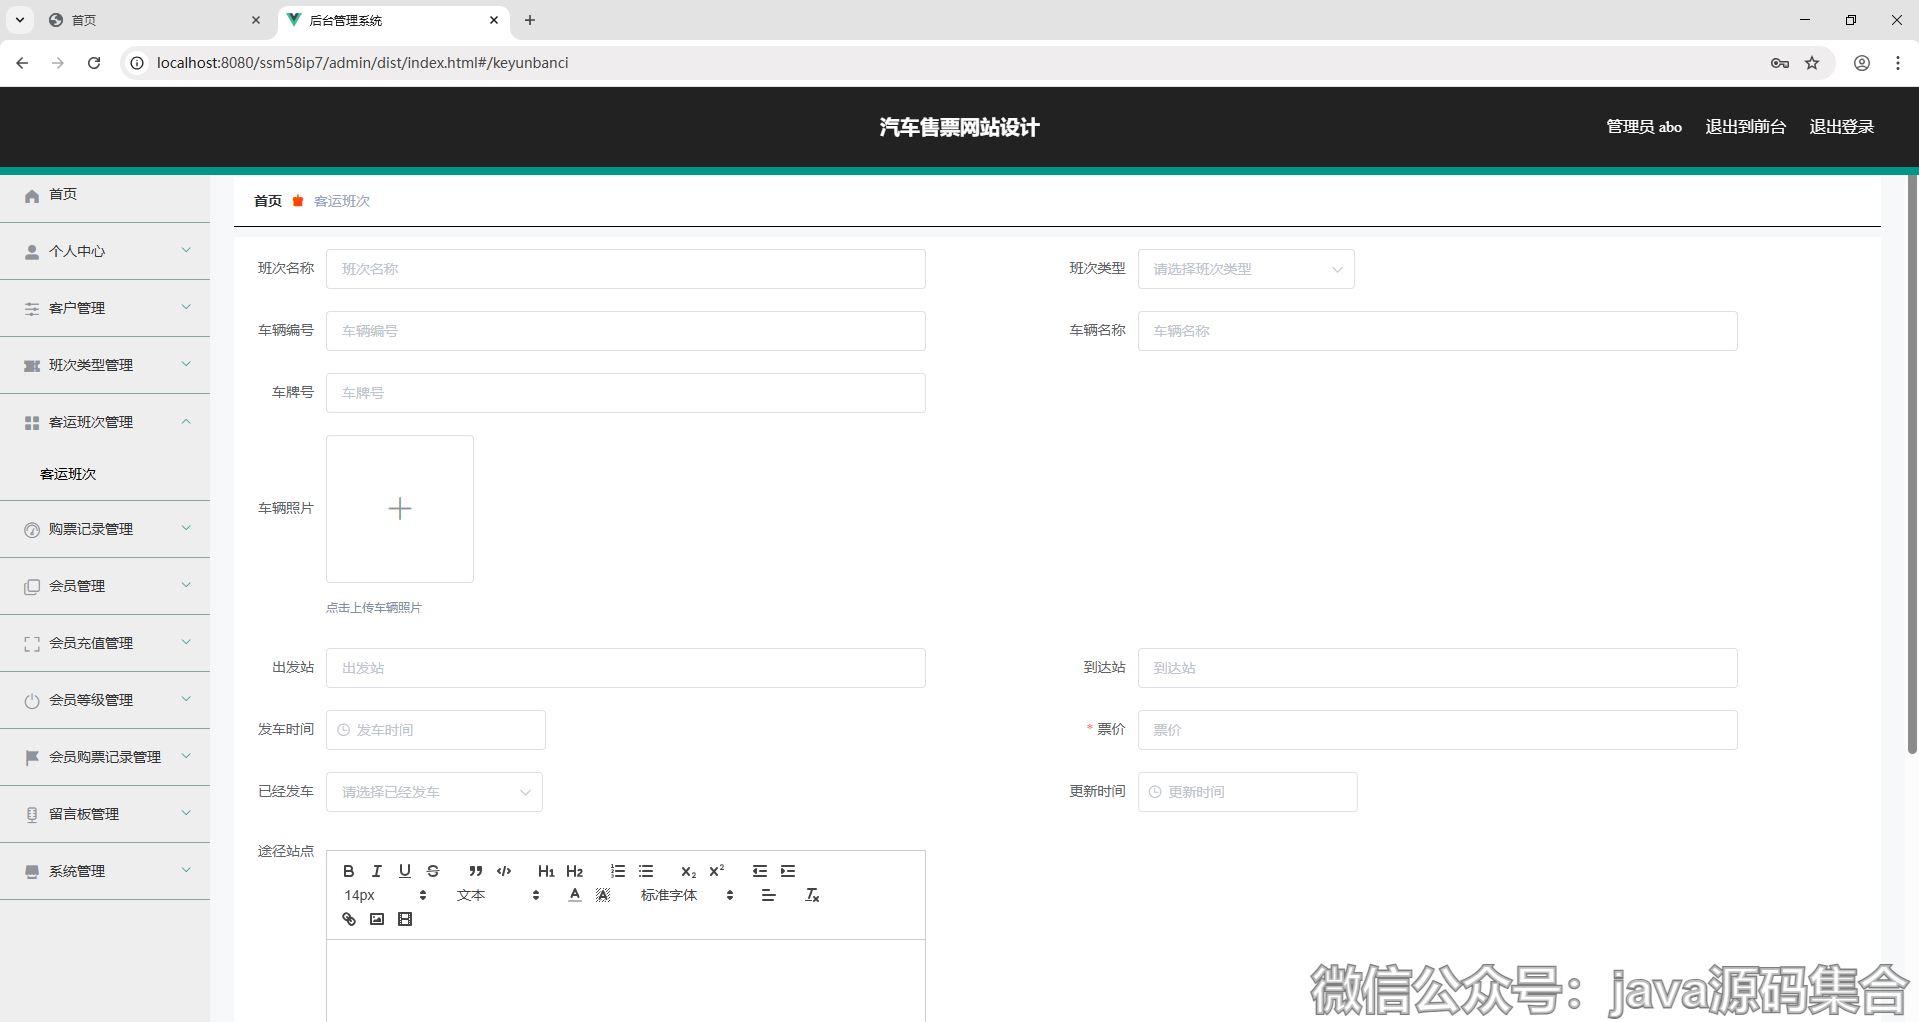 首页
后台管理系统
localhost:8080/ssm58ip7/admin/dist/index.html#/keyunbanci
汽车售票网站设计
管理员 abo
退出到前台
退出登录
首页
个人中心
客户管理
班次类型管理
客运班次管理
客运班次
购票记录管理
会员管理
会员充值管理
会员等级管理
会员购票记录管理
留言板管理
系统管理
首页 客运班次
班次名称 班次名称
班次类型 请选择班次类型
车辆编号 车辆编号
车辆名称 车辆名称
车牌号 车牌号
车辆照片
点击上传车辆照片
出发站 出发站
到达站 到达站
发车时间 发车时间
* 票价 票价
已经发车 请选择已经发车
更新时间 更新时间
途径站点
B I U S H1 H2 x2 x2
14px 文本 A A 标准字体 Tx
微信公众号：java源码集合